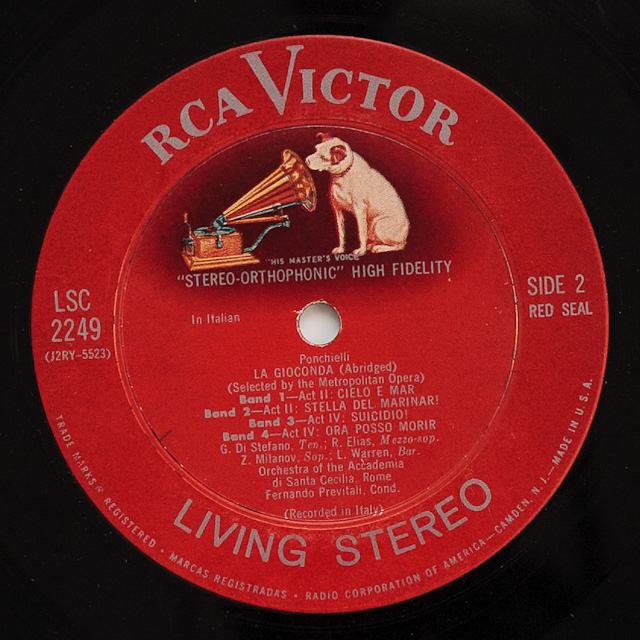 RCA VICTOR
"HIS MASTER'S VOICE"
"STEREO-ORTHOPHONIC" HIGH FIDELITY
LSC
2249
(J2RY-5523)
SIDE 2
RED SEAL
In Italian
Ponchielli
LA GIOCONDA (Abridged)
(Selected by the Metropolitan Opera)
Band 1—Act II: CIELO E MAR
Band 2—Act II: STELLA DEL MARINAR!
Band 3—Act IV: SUICIDIO!
Band 4—Act IV: ORA POSSO MORIR
G. Di Stefano, Ten.; R. Elias, Mezzo-sop.
Z. Milanov, Sop.; L. Warren, Bar.
Orchestra of the Accademia
di Santa Cecilia, Rome
Fernando Previtali, Cond.
(Recorded in Italy)
LIVING STEREO
TRADE MARKS® REGISTERED • MARCAS REGISTRADAS • RADIO CORPORATION OF AMERICA—CAMDEN, N. J.—MADE IN U.S.A.